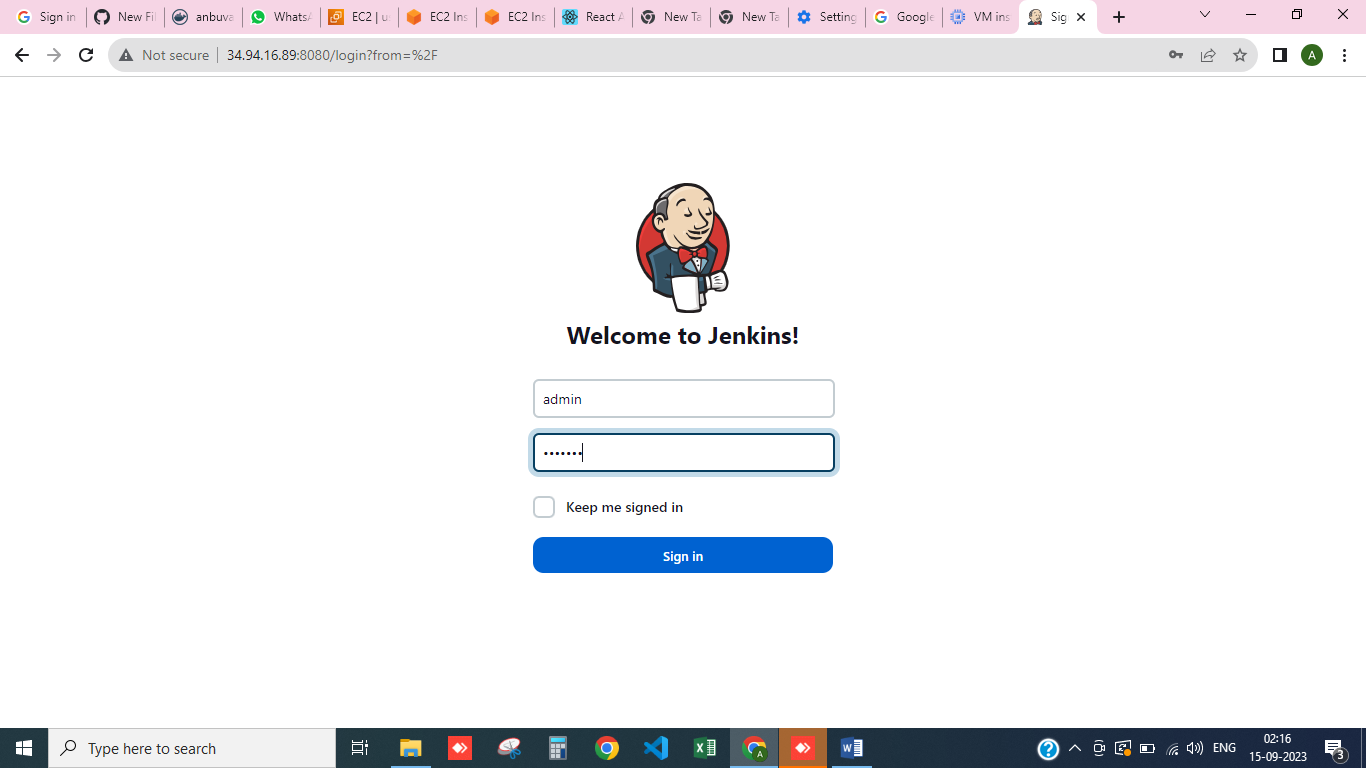 Sign in
New Fi
anbuva
WhatsA
EC2 | u
EC2 Ins
EC2 Ins
React A
New Ta
New Ta
Setting
Google
VM ins
Sig
Not secure
34.94.16.89:8080/login?from=%2F
A
Welcome to Jenkins!
admin
•••••••
Keep me signed in
Sign in
Type here to search
ENG
02:16
15-09-2023
3